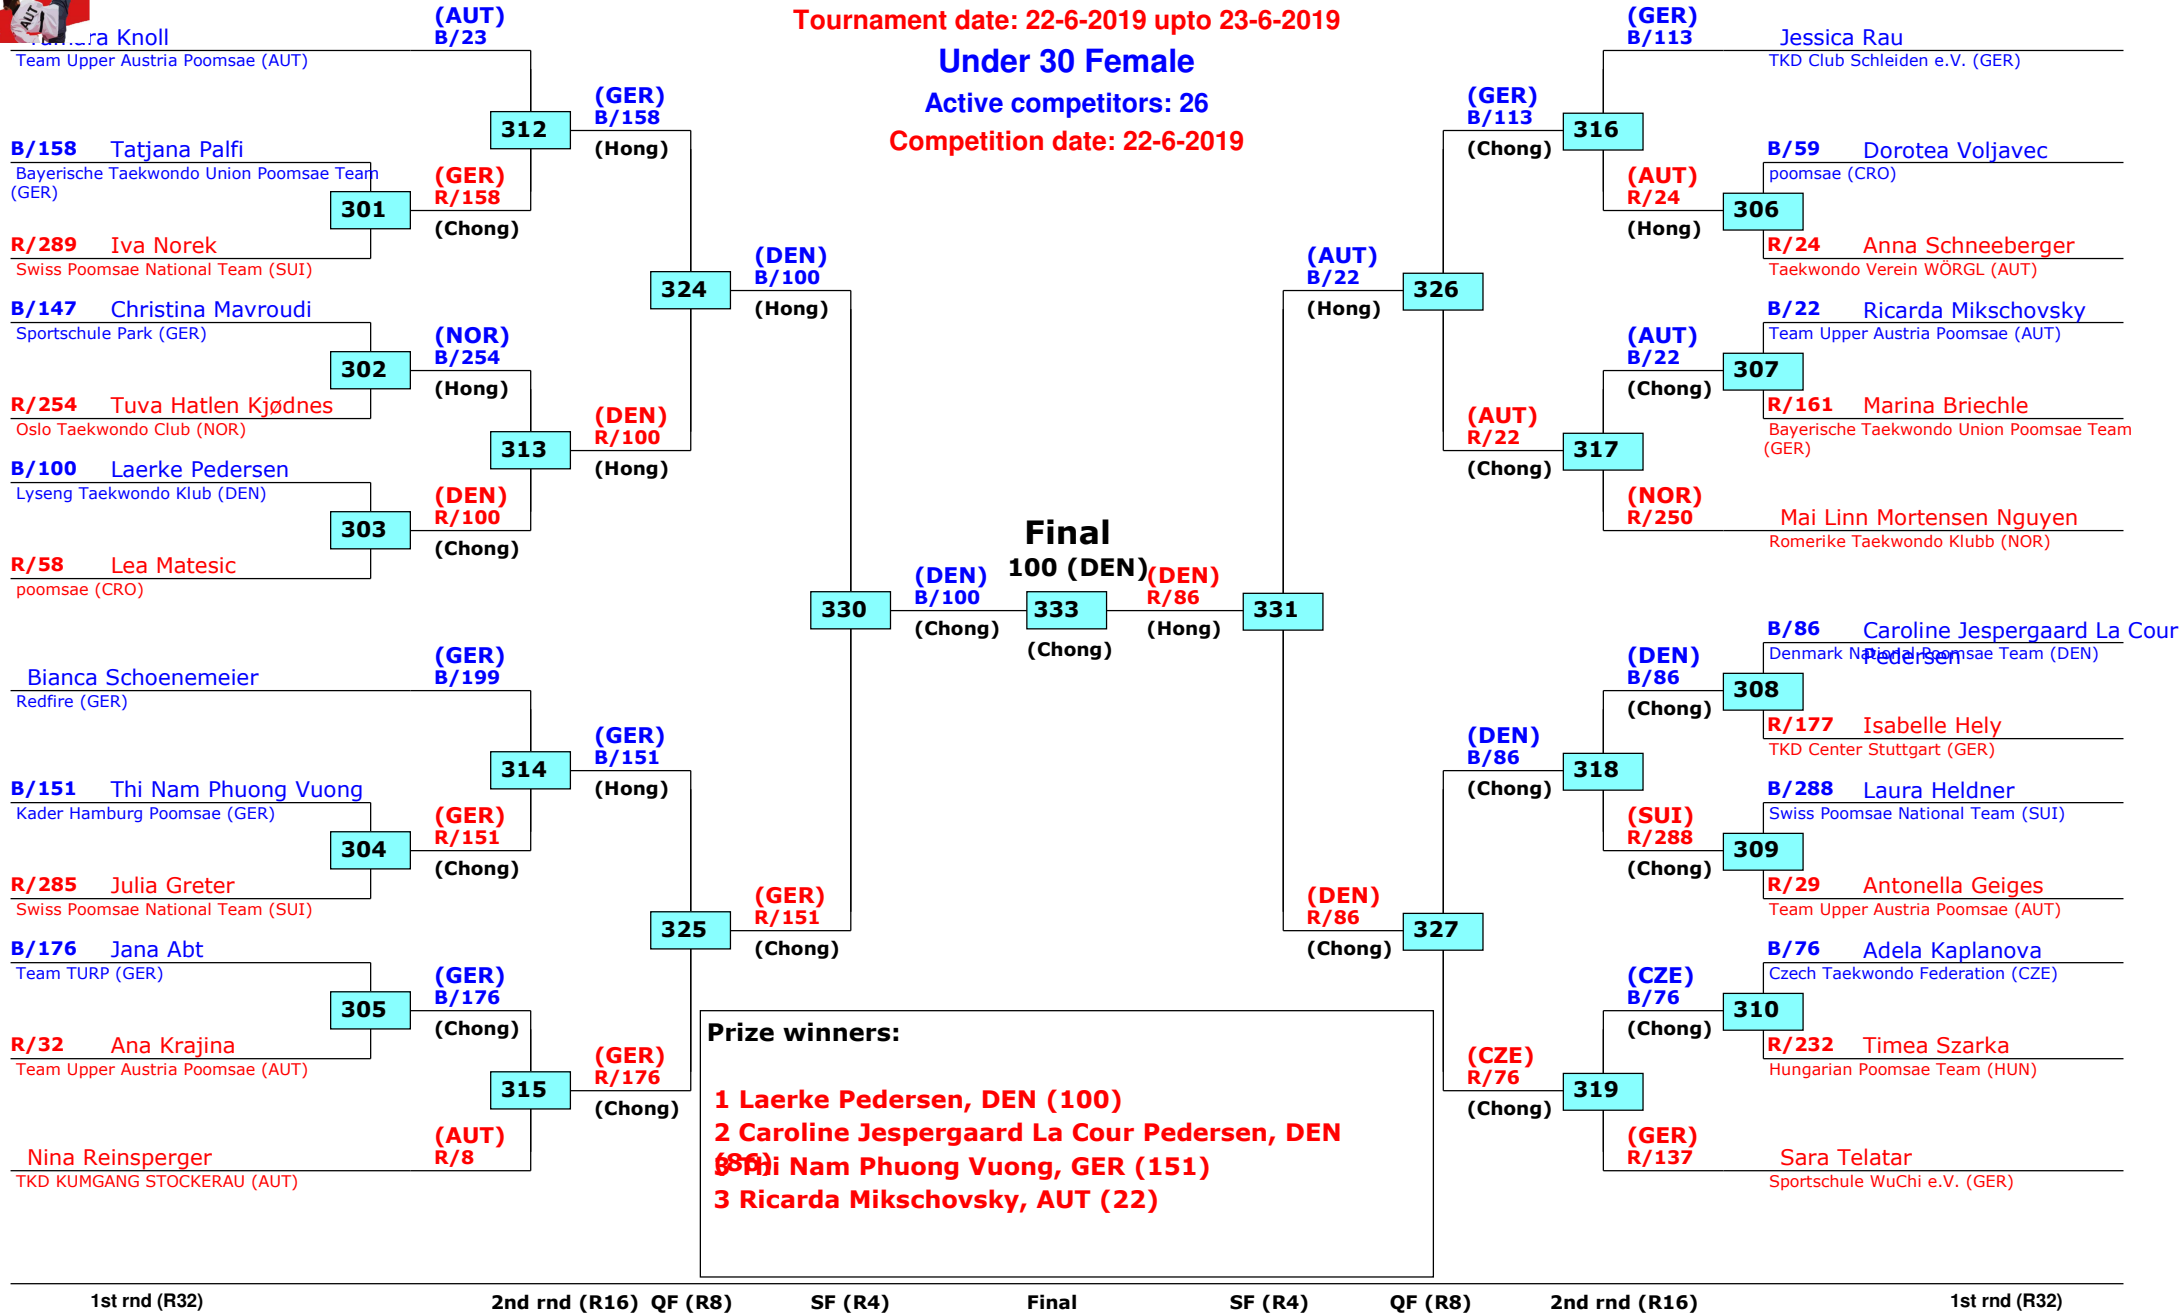 Tournament date: 22-6-2019 upto 23-6-2019
Under 30 Female
Active competitors: 26
Competition date: 22-6-2019
AUT
Knoll
Team Upper Austria Poomsae (AUT)
(AUT)
B/23
312
(GER)
B/158
(Hong)
B/158 Tatjana Palfi
Bayerische Taekwondo Union Poomsae Team
(GER)
301
(GER)
R/158
(Chong)
R/289 Iva Norek
Swiss Poomsae National Team (SUI)
324
(DEN)
B/100
(Hong)
B/147 Christina Mavroudi
Sportschule Park (GER)
302
(NOR)
B/254
(Hong)
R/254 Tuva Hatlen Kjødnes
Oslo Taekwondo Club (NOR)
313
(DEN)
R/100
(Hong)
B/100 Laerke Pedersen
Lyseng Taekwondo Klub (DEN)
303
(DEN)
R/100
(Chong)
R/58 Lea Matesic
poomsae (CRO)
330
(DEN)
B/100
(Chong)
Final
100 (DEN)
333
(Chong)
(DEN)
R/86
(Hong)
331
Bianca Schoenemeier
Redfire (GER)
(GER)
B/199
314
(GER)
B/151
(Hong)
B/151 Thi Nam Phuong Vuong
Kader Hamburg Poomsae (GER)
304
(GER)
R/151
(Chong)
R/285 Julia Greter
Swiss Poomsae National Team (SUI)
325
(GER)
R/151
(Chong)
B/176 Jana Abt
Team TURP (GER)
305
(GER)
B/176
(Chong)
R/32 Ana Krajina
Team Upper Austria Poomsae (AUT)
315
(GER)
R/176
(Chong)
Nina Reinsperger
TKD KUMGANG STOCKERAU (AUT)
(AUT)
R/8
(GER)
B/113
Jessica Rau
TKD Club Schleiden e.V. (GER)
(GER)
B/113
(Chong)
316
B/59 Dorotea Voljavec
poomsae (CRO)
(AUT)
R/24
(Hong)
306
R/24 Anna Schneeberger
Taekwondo Verein WÖRGL (AUT)
(AUT)
B/22
(Hong)
326
B/22 Ricarda Mikschovsky
Team Upper Austria Poomsae (AUT)
(AUT)
B/22
(Chong)
307
R/161 Marina Briechle
Bayerische Taekwondo Union Poomsae Team
(GER)
(AUT)
R/22
(Chong)
317
(NOR)
R/250
Mai Linn Mortensen Nguyen
Romerike Taekwondo Klubb (NOR)
B/86 Caroline Jespergaard La Cour
Pedersen
Denmark National Poomsae Team (DEN)
(DEN)
B/86
(Chong)
308
R/177 Isabelle Hely
TKD Center Stuttgart (GER)
(DEN)
B/86
(Chong)
318
B/288 Laura Heldner
Swiss Poomsae National Team (SUI)
(SUI)
R/288
(Chong)
309
R/29 Antonella Geiges
Team Upper Austria Poomsae (AUT)
(DEN)
R/86
(Chong)
327
B/76 Adela Kaplanova
Czech Taekwondo Federation (CZE)
(CZE)
B/76
(Chong)
310
R/232 Timea Szarka
Hungarian Poomsae Team (HUN)
(CZE)
R/76
(Chong)
319
(GER)
R/137
Sara Telatar
Sportschule WuChi e.V. (GER)
Prize winners:
1 Laerke Pedersen, DEN (100)
2 Caroline Jespergaard La Cour Pedersen, DEN
(86)
3 Thi Nam Phuong Vuong, GER (151)
3 Ricarda Mikschovsky, AUT (22)
1st rnd (R32) 2nd rnd (R16) QF (R8) SF (R4) Final SF (R4) QF (R8) 2nd rnd (R16) 1st rnd (R32)